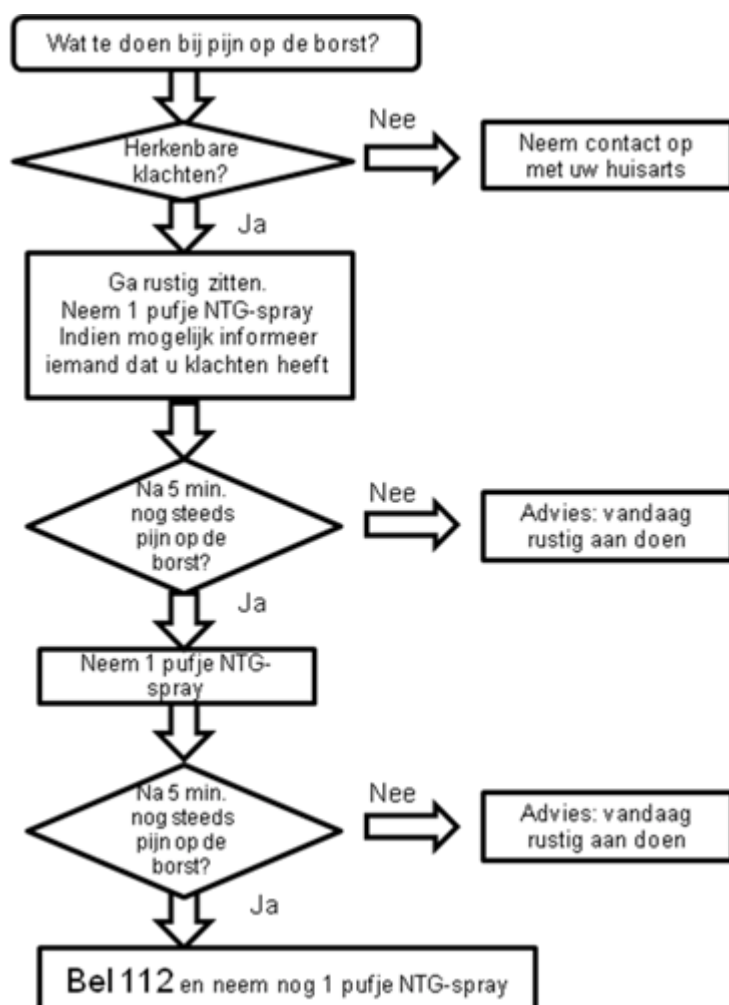 Wat te doen bij pijn op de borst?
Herkenbare
klachten?
Nee
Neem contact op
met uw huisarts
Ja
Ga rustig zitten.
Neem 1 pufje NTG-spray
Indien mogelijk informeer
iemand dat u klachten heeft
Na 5 min.
nog steeds
pijn op de
borst?
Nee
Advies: vandaag
rustig aan doen
Ja
Neem 1 pufje NTG-
spray
Na 5 min.
nog steeds
pijn op de
borst?
Nee
Advies: vandaag
rustig aan doen
Ja
Bel 112 en neem nog 1 pufje NTG-spray